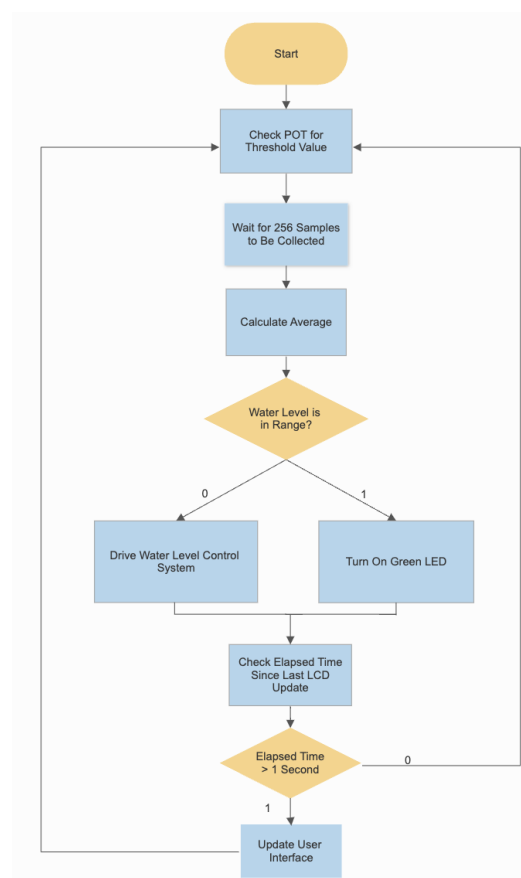 Start
Check POT for
Threshold Value
Wait for 256 Samples
to Be Collected
Calculate Average
Water Level is
in Range?
0
1
Drive Water Level Control
System
Turn On Green LED
Check Elapsed Time
Since Last LCD
Update
Elapsed Time
> 1 Second
0
1
Update User
Interface